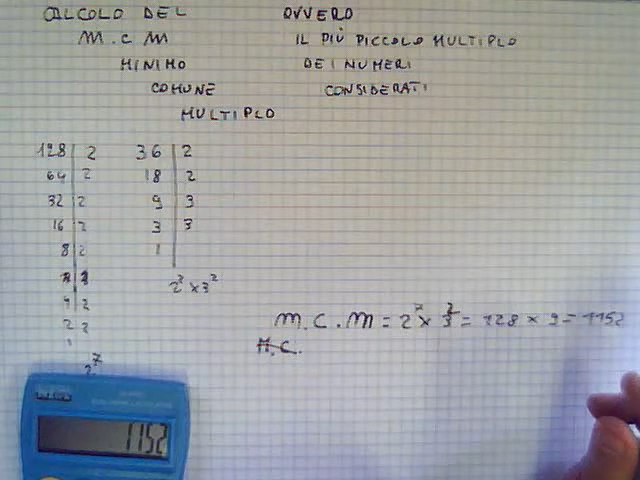 CALCOLO DEL OVVERO
M.C M IL PIÙ PICCOLO MULTIPLO
MINIMO DEI NUMERI
COMUNE CONSIDERATI
MULTIPLO
128 2 36 2
64 2 18 2
32 2 9 3
16 2 3 3
8 2 1
2² x 3²
4 2
2 2
1
2⁷
M.C.M = 2⁷ x 3² = 128 x 9 = 1152
M.C.
1152